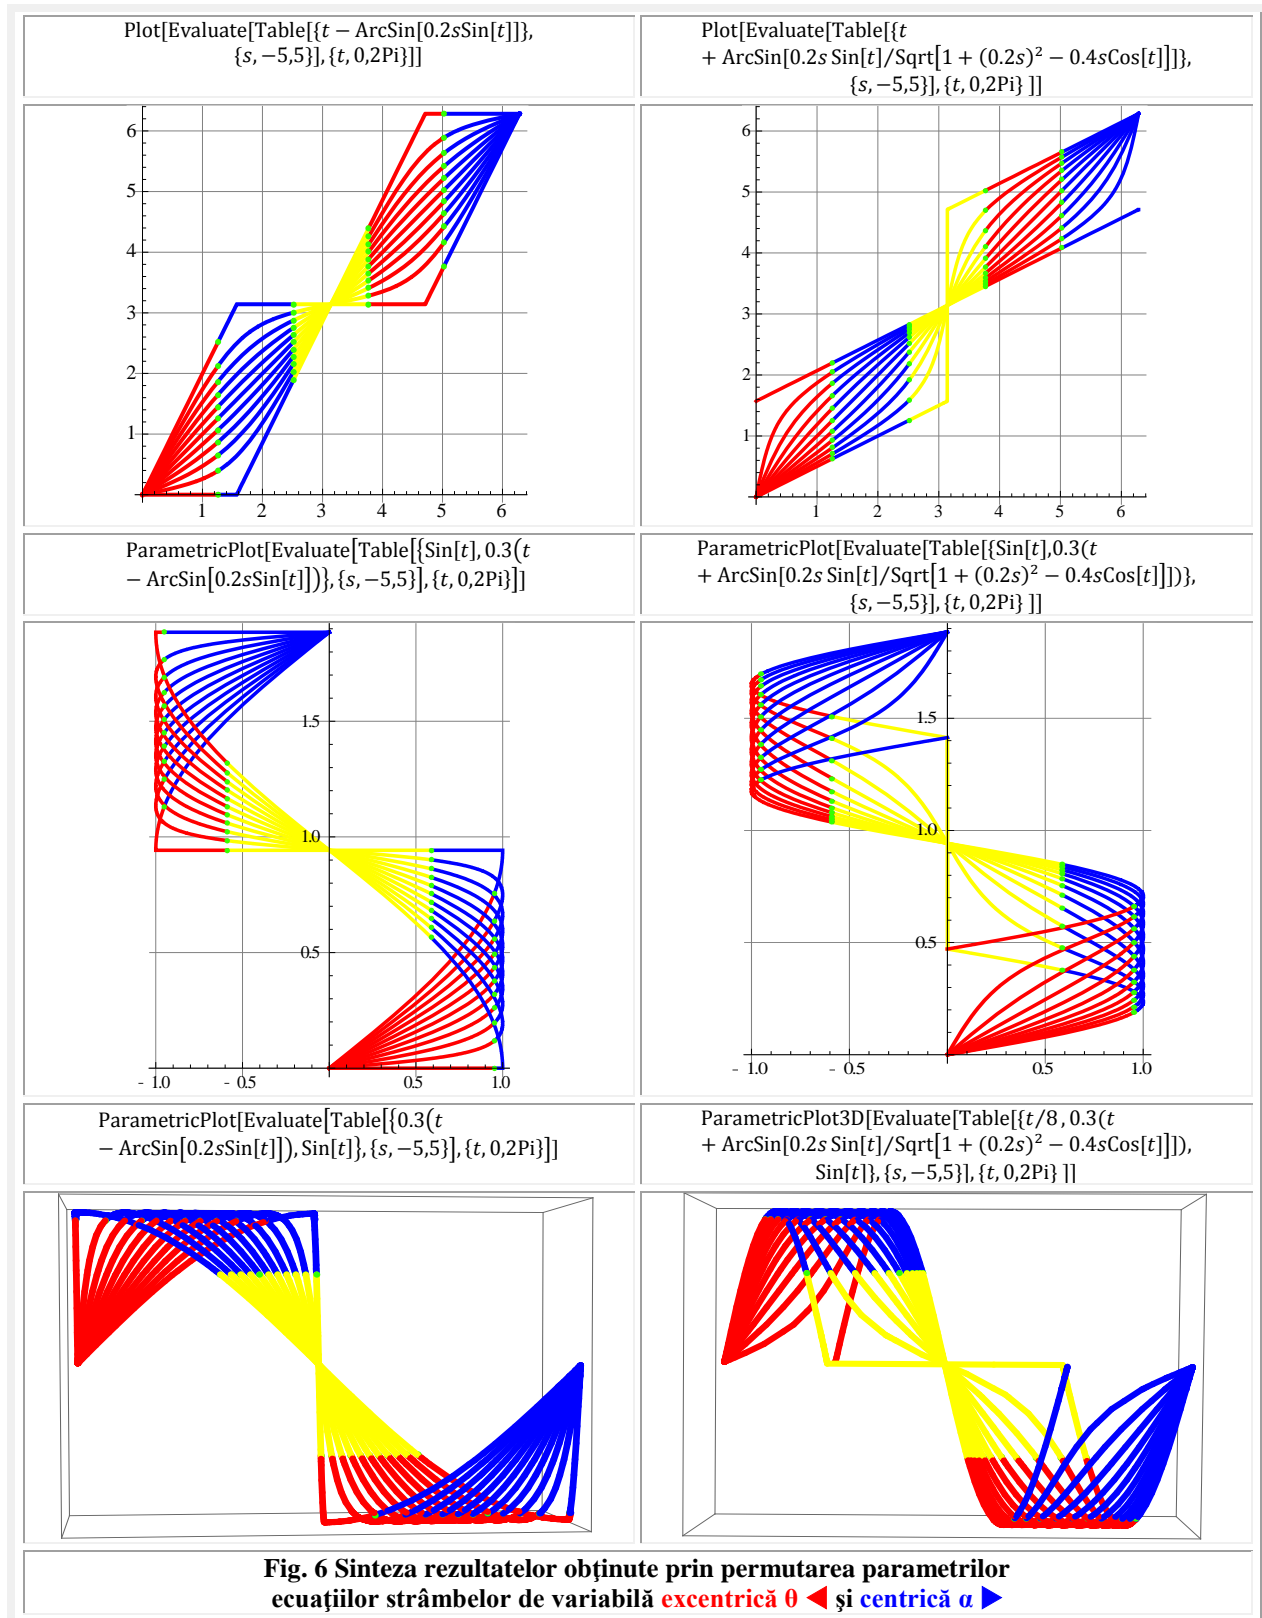 Plot[Evaluate[Table[{t − ArcSin[0.2sSin[t]]},
{s, −5,5}], {t, 0,2Pi}]]
Plot[Evaluate[Table[{t
+ ArcSin[0.2s Sin[t]/Sqrt[1 + (0.2s)² − 0.4sCos[t]]]},
{s, −5,5}], {t, 0,2Pi} ]]
6
5
4
3
2
1
1 2 3 4 5 6
6
5
4
3
2
1
1 2 3 4 5 6
ParametricPlot[Evaluate[Table[{Sin[t], 0.3(t
− ArcSin[0.2sSin[t]])}, {s, −5,5}], {t, 0,2Pi}]]
ParametricPlot[Evaluate[Table[{Sin[t],0.3(t
+ ArcSin[0.2s Sin[t]/Sqrt[1 + (0.2s)² − 0.4sCos[t]]])},
{s, −5,5}], {t, 0,2Pi} ]]
1.5
1.0
0.5
- 1.0 - 0.5 0.5 1.0
1.5
1.0
0.5
- 1.0 - 0.5 0.5 1.0
ParametricPlot[Evaluate[Table[{0.3(t
− ArcSin[0.2sSin[t]]), Sin[t]}, {s, −5,5}], {t, 0,2Pi}]]
ParametricPlot3D[Evaluate[Table[{t/8 , 0.3(t
+ ArcSin[0.2s Sin[t]/Sqrt[1 + (0.2s)² − 0.4sCos[t]]]),
Sin[t]}, {s, −5,5}], {t, 0,2Pi} ]]
Fig. 6 Sinteza rezultatelor obţinute prin permutarea parametrilor
ecuaţiilor strâmbelor de variabilă excentrică θ ◀ şi centrică α ▶